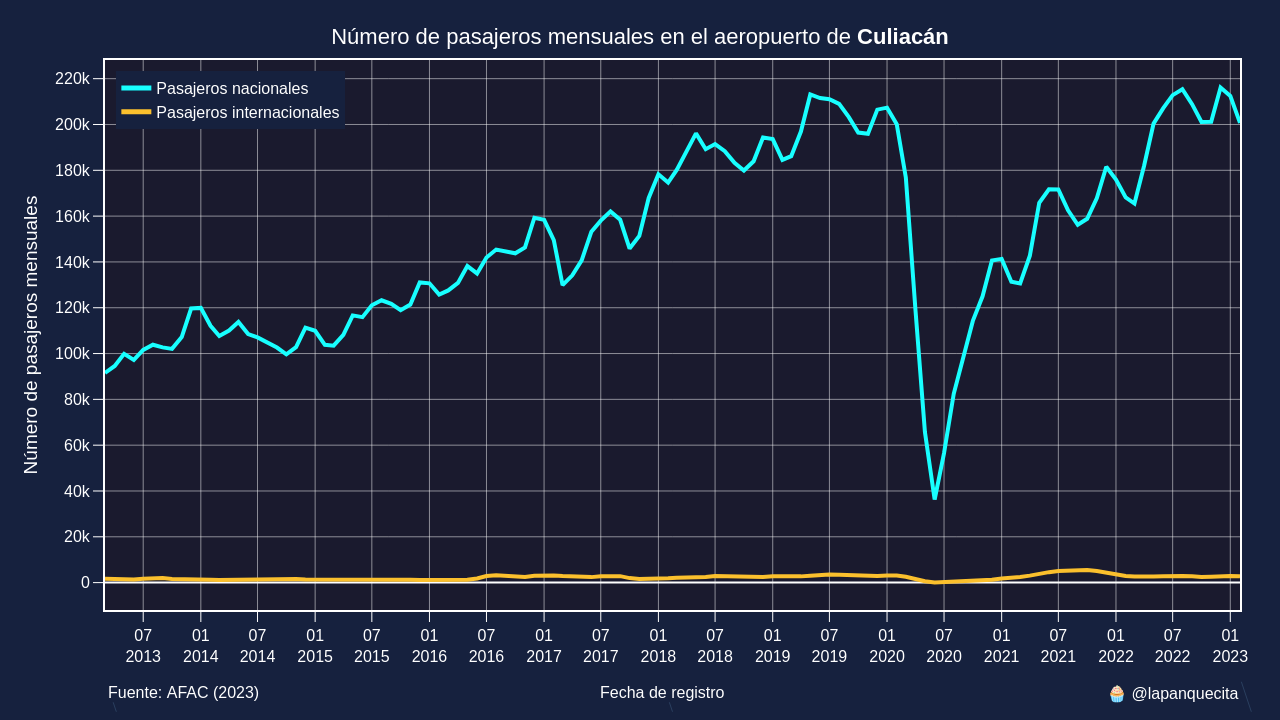 Número de pasajeros mensuales en el aeropuerto de Culiacán
Pasajeros nacionales
Pasajeros internacionales
Número de pasajeros mensuales
220k
200k
180k
160k
140k
120k
100k
80k
60k
40k
20k
0
07 01 07 01 07 01 07 01 07 01 07 01 07 01 07 01 07 01 07 01
2013 2014 2014 2015 2015 2016 2016 2017 2017 2018 2018 2019 2019 2020 2020 2021 2021 2022 2022 2023
Fuente: AFAC (2023) Fecha de registro 🧁 @lapanquecita